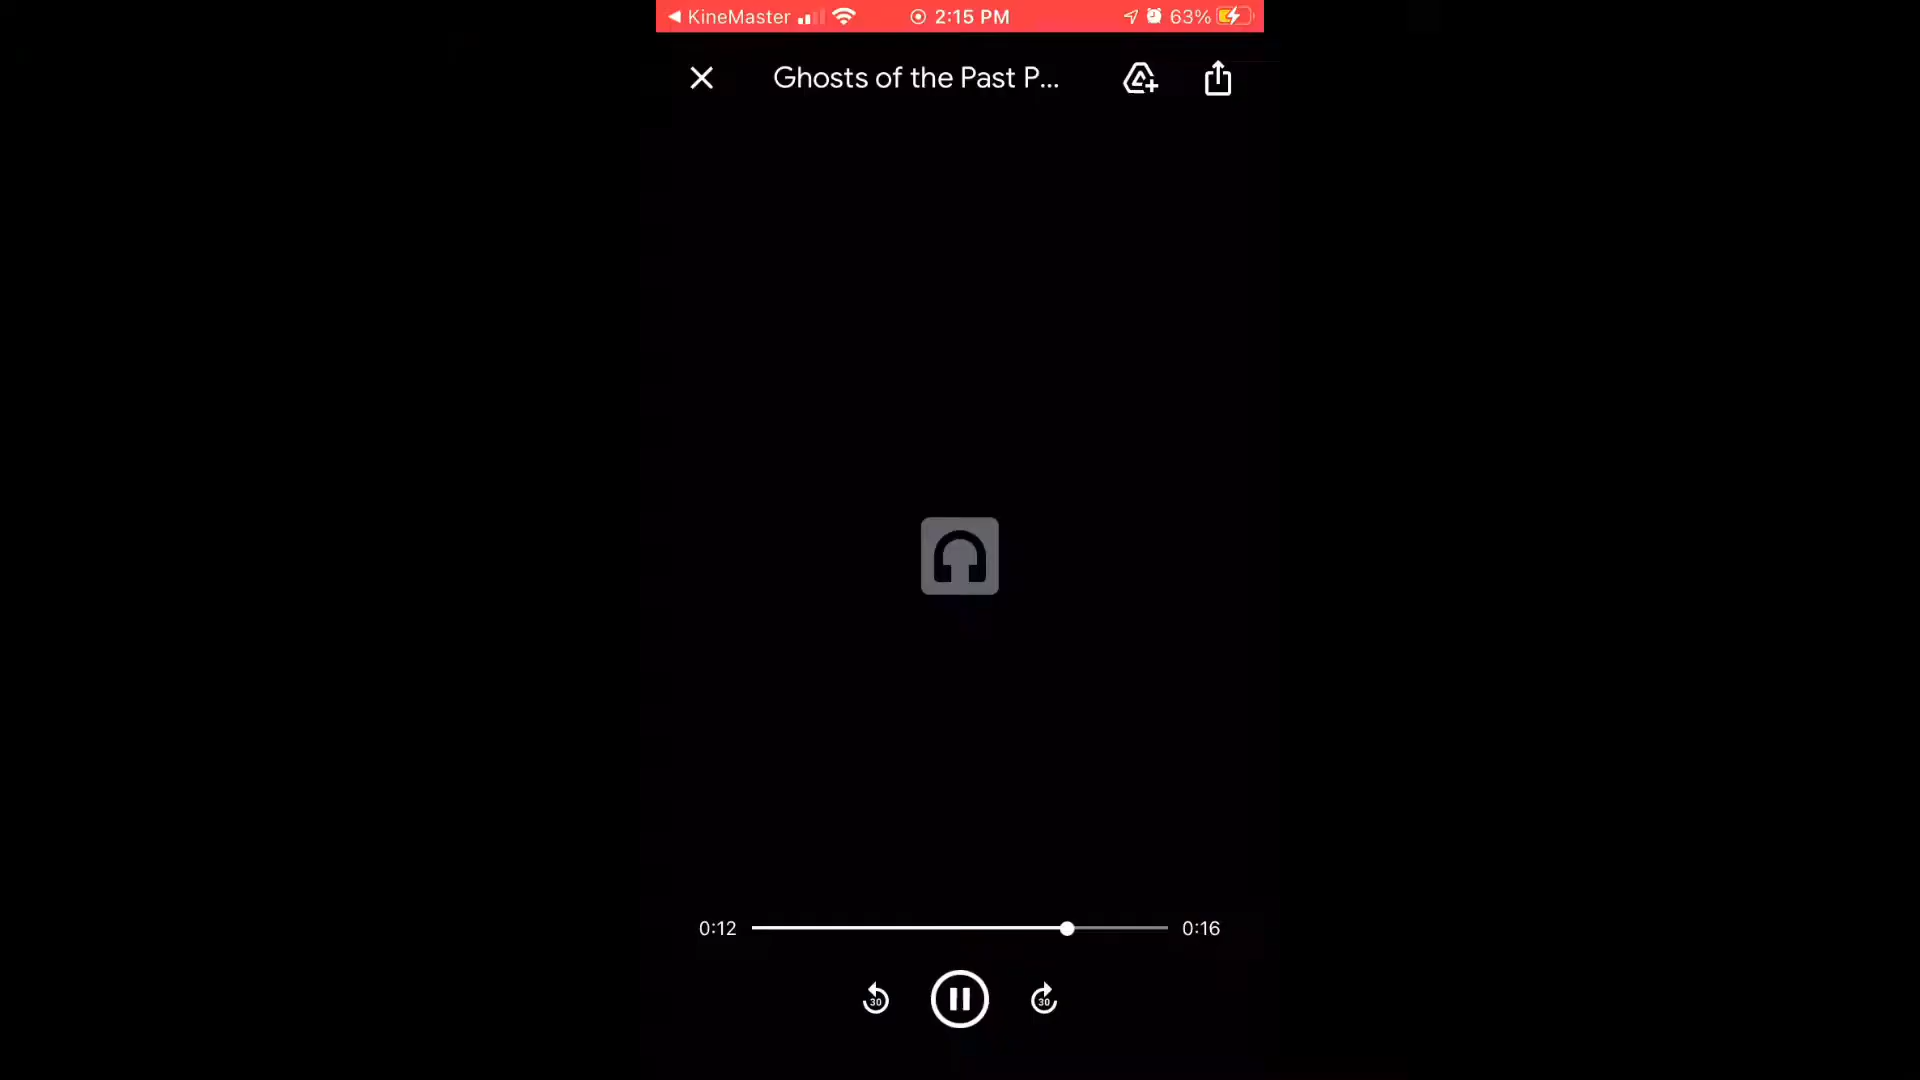 ◀ KineMaster 2:15 PM 63%
Ghosts of the Past P...
0:12 0:16
30 30